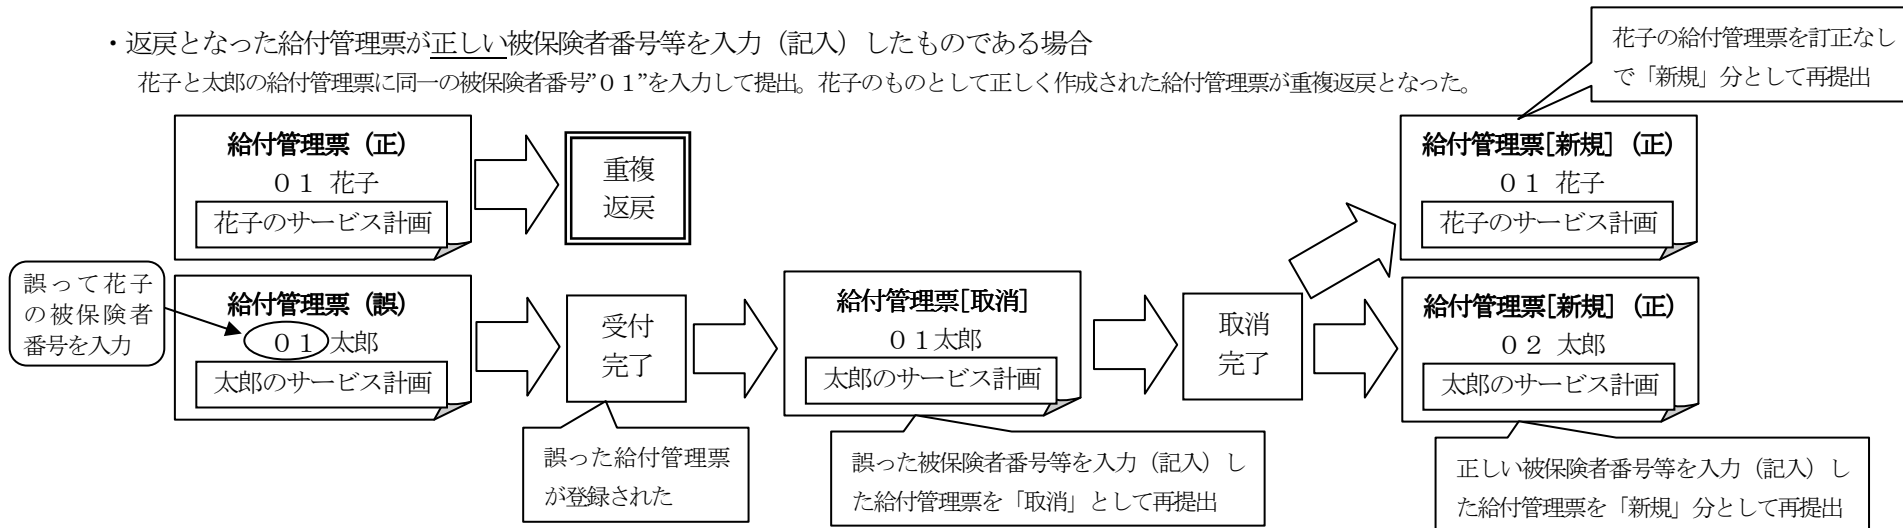 ・返戻となった給付管理票が正しい被保険者番号等を入力（記入）したものである場合
花子と太郎の給付管理票に同一の被保険者番号”０１”を入力して提出。花子のものとして正しく作成された給付管理票が重複返戻となった。
花子の給付管理票を訂正なし
で「新規」分として再提出
給付管理票（正）
０１ 花子
花子のサービス計画
重複
返戻
給付管理票[新規]（正）
０１ 花子
花子のサービス計画
誤って花子
の被保険者
番号を入力
給付管理票（誤）
０１ 太郎
太郎のサービス計画
受付
完了
給付管理票[取消]
０１太郎
太郎のサービス計画
取消
完了
給付管理票[新規]（正）
０２ 太郎
太郎のサービス計画
誤った給付管理票
が登録された
誤った被保険者番号等を入力（記入）し
た給付管理票を「取消」として再提出
正しい被保険者番号等を入力（記入）し
た給付管理票を「新規」分として再提出